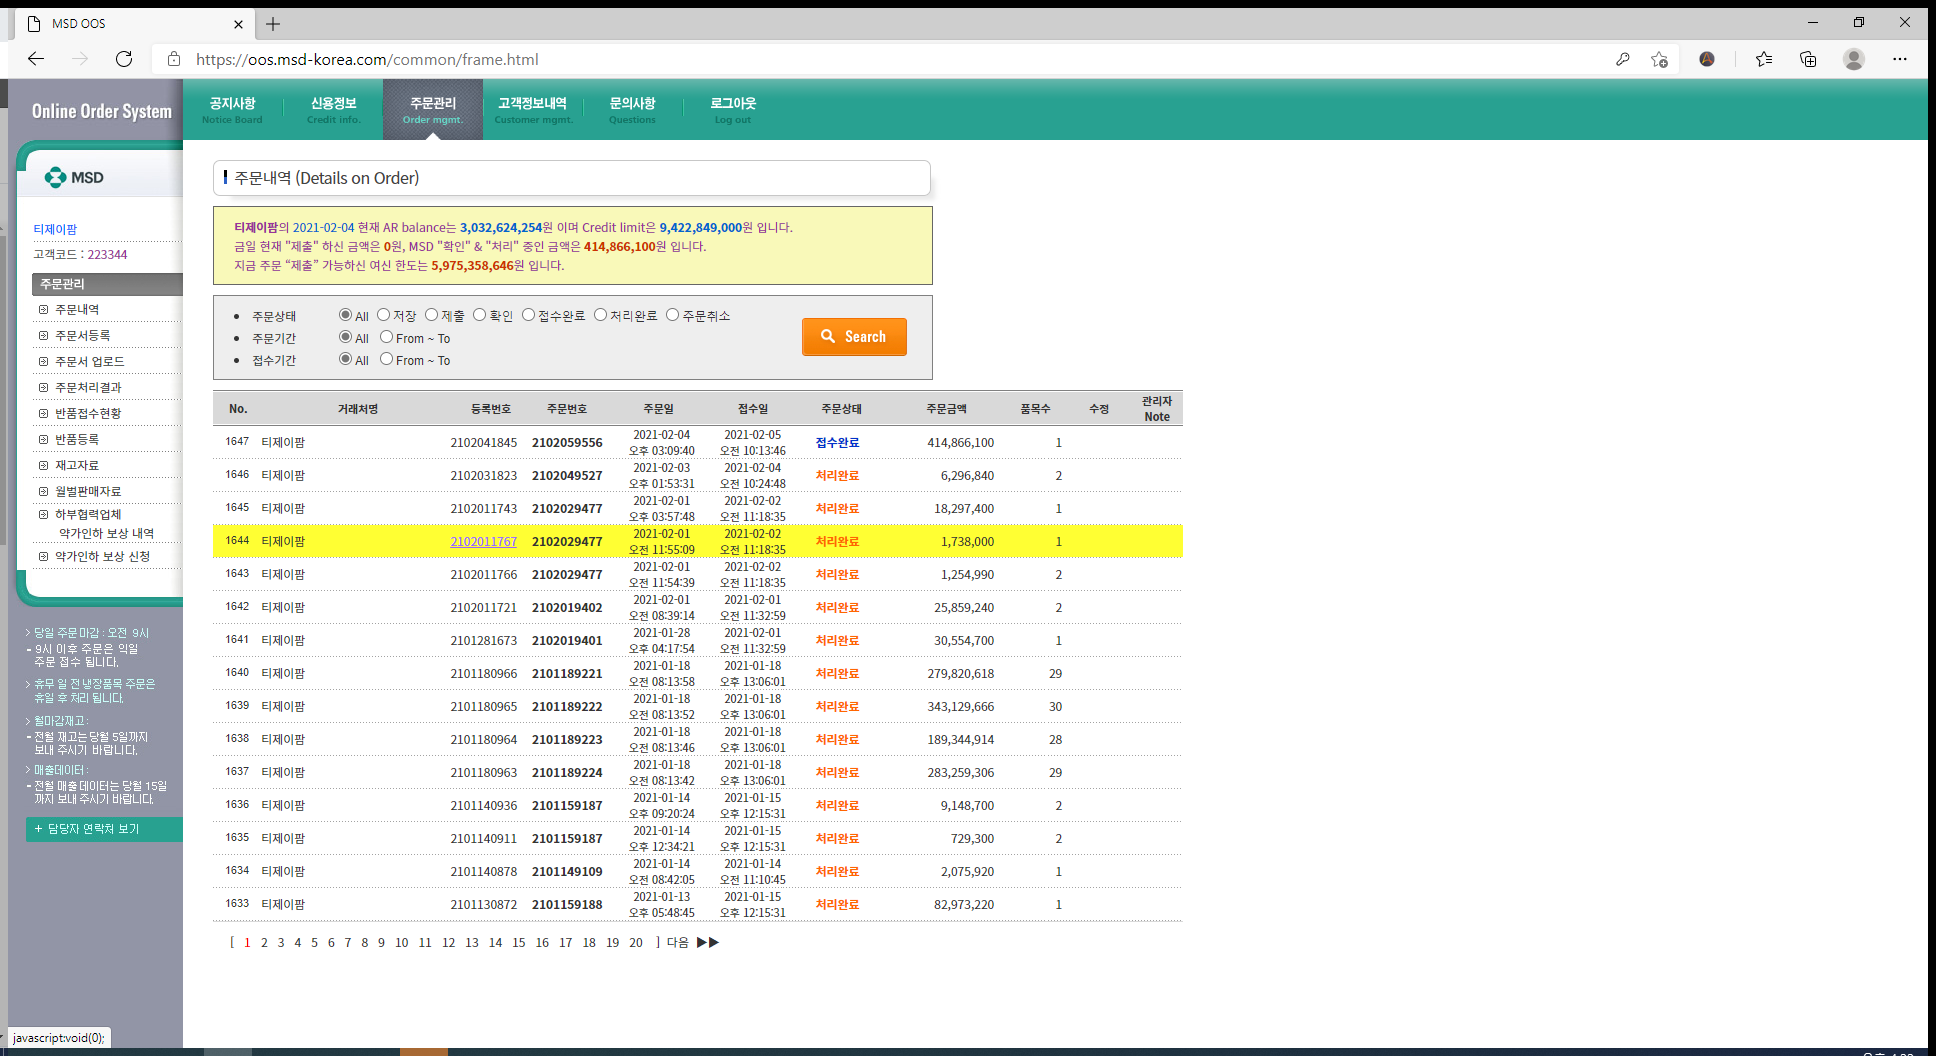 MSD OOS
https://oos.msd-korea.com/common/frame.html
Online Order System
공지사항 신용정보 주문관리 고객정보내역 문의사항 로그아웃
Notice Board Credit info. Order mgmt. Customer mgmt. Questions Log out
MSD
티제이팜
고객코드 : 223344
주문관리
주문내역
주문서등록
주문서 업로드
주문처리결과
반품접수현황
반품등록
재고자료
월별판매자료
하부협력업체
약가인하 보상 내역
약가인하 보상 신청
> 당일 주문마감 : 오전 9시
- 9시 이후 주문은 익일
주문 접수 됩니다.
> 휴무 일 전 냉장품목 주문은
휴일 후 처리 됩니다.
> 월마감재고 :
- 전월 재고는 당월 5일까지
보내 주시기 바랍니다.
> 매출데이터 :
- 전월 매출데이터는 당월 15일
까지 보내 주시기 바랍니다.
+ 담당자 연락처 보기
주문내역 (Details on Order)
티제이팜의 2021-02-04 현재 AR balance는 3,032,624,254원 이며 Credit limit은 9,422,849,000원 입니다.
금일 현재 "제출" 하신 금액은 0원, MSD "확인" & "처리" 중인 금액은 414,866,100원 입니다.
지금 주문 “제출” 가능하신 여신 한도는 5,975,358,646원 입니다.
주문상태 All 저장 제출 확인 접수완료 처리완료 주문취소
주문기간 All From ~ To
접수기간 All From ~ To
Search
No. 거래처명 등록번호 주문번호 주문일 접수일 주문상태 주문금액 품목수 수정 관리자 Note
1647 티제이팜 2102041845 2102059556 2021-02-04 오후 03:09:40 2021-02-05 오전 10:13:46 접수완료 414,866,100 1
1646 티제이팜 2102031823 2102049527 2021-02-03 오후 01:53:31 2021-02-04 오전 10:24:48 처리완료 6,296,840 2
1645 티제이팜 2102011743 2102029477 2021-02-01 오후 03:57:48 2021-02-02 오전 11:18:35 처리완료 18,297,400 1
1644 티제이팜 2102011767 2102029477 2021-02-01 오전 11:55:09 2021-02-02 오전 11:18:35 처리완료 1,738,000 1
1643 티제이팜 2102011766 2102029477 2021-02-01 오전 11:54:39 2021-02-02 오전 11:18:35 처리완료 1,254,990 2
1642 티제이팜 2102011721 2102019402 2021-02-01 오전 08:39:14 2021-02-01 오전 11:32:59 처리완료 25,859,240 2
1641 티제이팜 2101281673 2102019401 2021-01-28 오후 04:17:54 2021-02-01 오전 11:32:59 처리완료 30,554,700 1
1640 티제이팜 2101180966 2101189221 2021-01-18 오전 08:13:58 2021-01-18 오후 13:06:01 처리완료 279,820,618 29
1639 티제이팜 2101180965 2101189222 2021-01-18 오전 08:13:52 2021-01-18 오후 13:06:01 처리완료 343,129,666 30
1638 티제이팜 2101180964 2101189223 2021-01-18 오전 08:13:46 2021-01-18 오후 13:06:01 처리완료 189,344,914 28
1637 티제이팜 2101180963 2101189224 2021-01-18 오전 08:13:42 2021-01-18 오후 13:06:01 처리완료 283,259,306 29
1636 티제이팜 2101140936 2101159187 2021-01-14 오후 09:20:24 2021-01-15 오후 12:15:31 처리완료 9,148,700 2
1635 티제이팜 2101140911 2101159187 2021-01-14 오후 12:34:21 2021-01-15 오후 12:15:31 처리완료 729,300 2
1634 티제이팜 2101140878 2101149109 2021-01-14 오전 08:42:05 2021-01-14 오전 11:10:45 처리완료 2,075,920 1
1633 티제이팜 2101130872 2101159188 2021-01-13 오후 05:48:45 2021-01-15 오후 12:15:31 처리완료 82,973,220 1
[ 1 2 3 4 5 6 7 8 9 10 11 12 13 14 15 16 17 18 19 20 ] 다음 ▶▶
javascript:void(0);